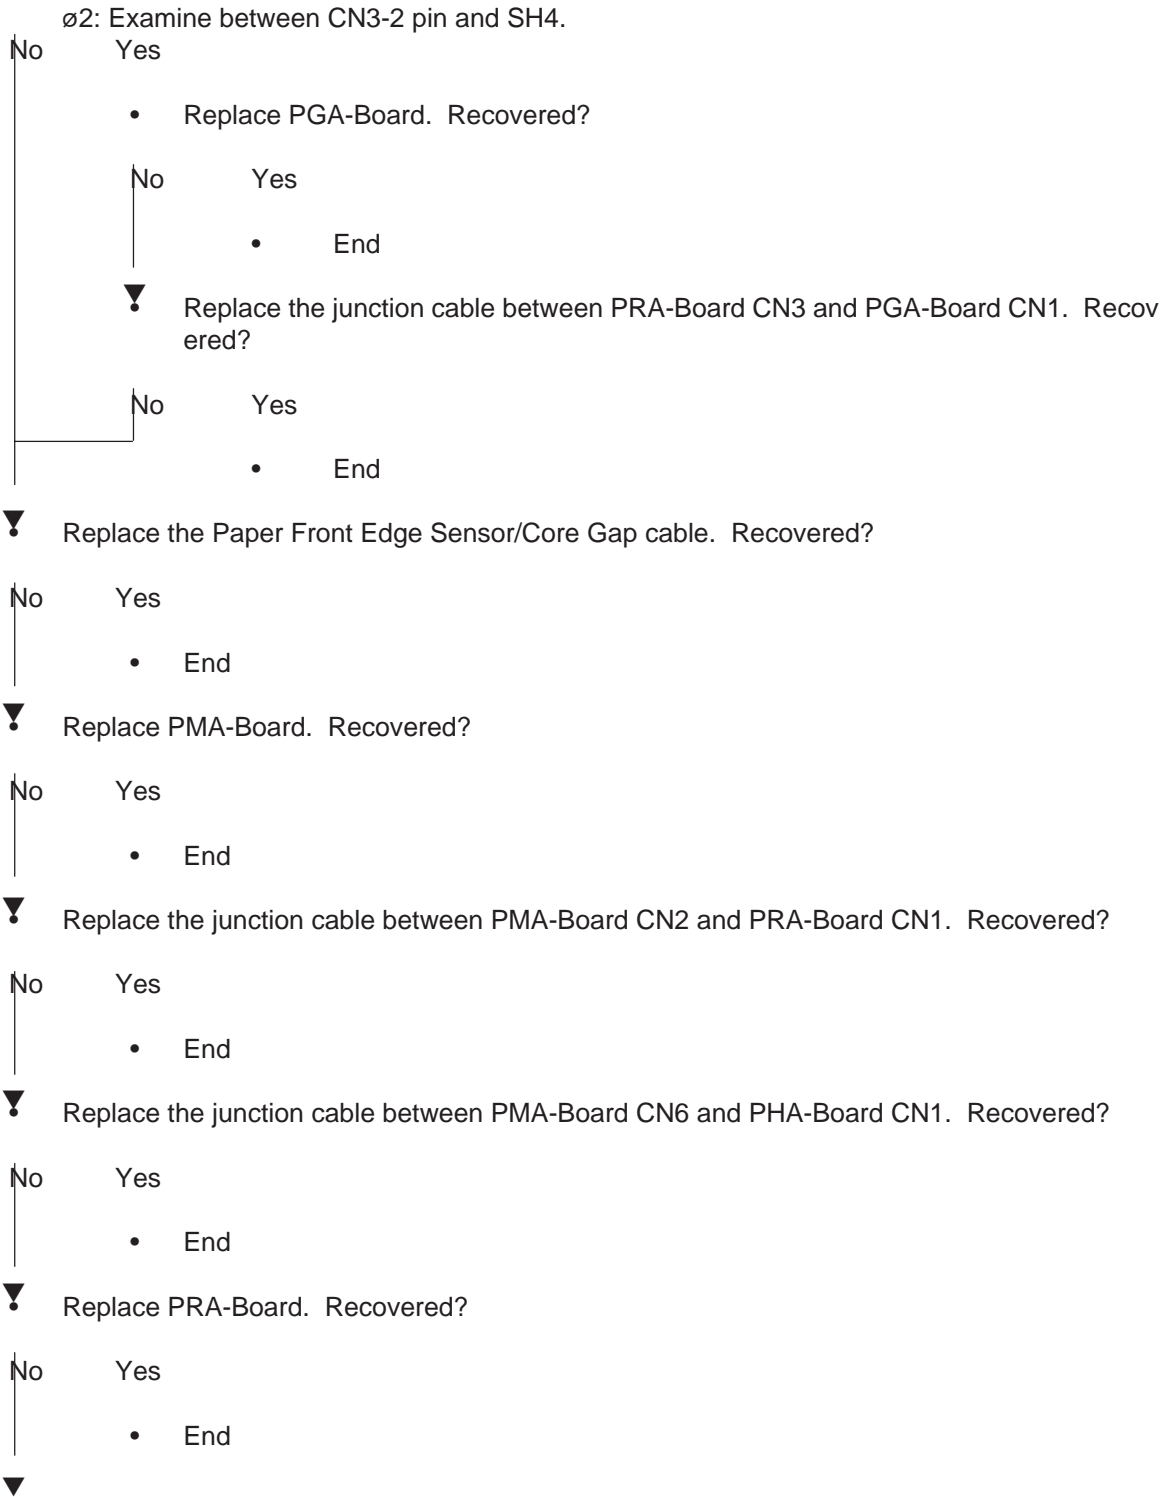 ø2: Examine between CN3-2 pin and SH4.
No Yes
• Replace PGA-Board. Recovered?
No Yes
• End
• Replace the junction cable between PRA-Board CN3 and PGA-Board CN1. Recov
ered?
No Yes
• End
• Replace the Paper Front Edge Sensor/Core Gap cable. Recovered?
No Yes
• End
• Replace PMA-Board. Recovered?
No Yes
• End
• Replace the junction cable between PMA-Board CN2 and PRA-Board CN1. Recovered?
No Yes
• End
• Replace the junction cable between PMA-Board CN6 and PHA-Board CN1. Recovered?
No Yes
• End
• Replace PRA-Board. Recovered?
No Yes
• End